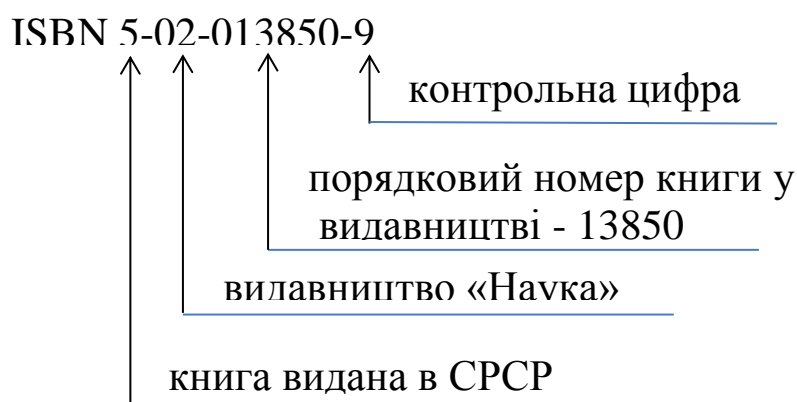 ISBN 5-02-013850-9
контрольна цифра
порядковий номер книги у
видавництві - 13850
видавництво «Наука»
книга видана в СРСР